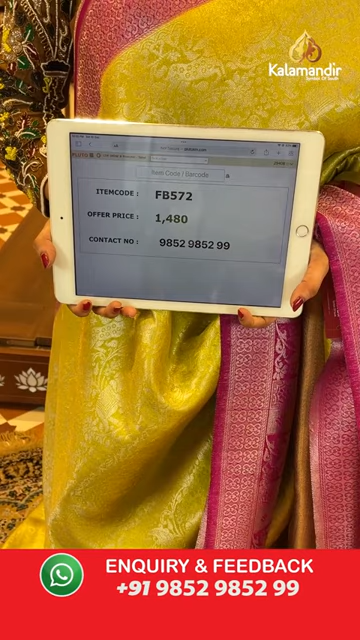 Kalamandir
Item Code / Barcode
ITEMCODE : FB572
OFFER PRICE : 1,480
CONTACT NO : 9852 9852 99
ENQUIRY & FEEDBACK
+91 9852 9852 99